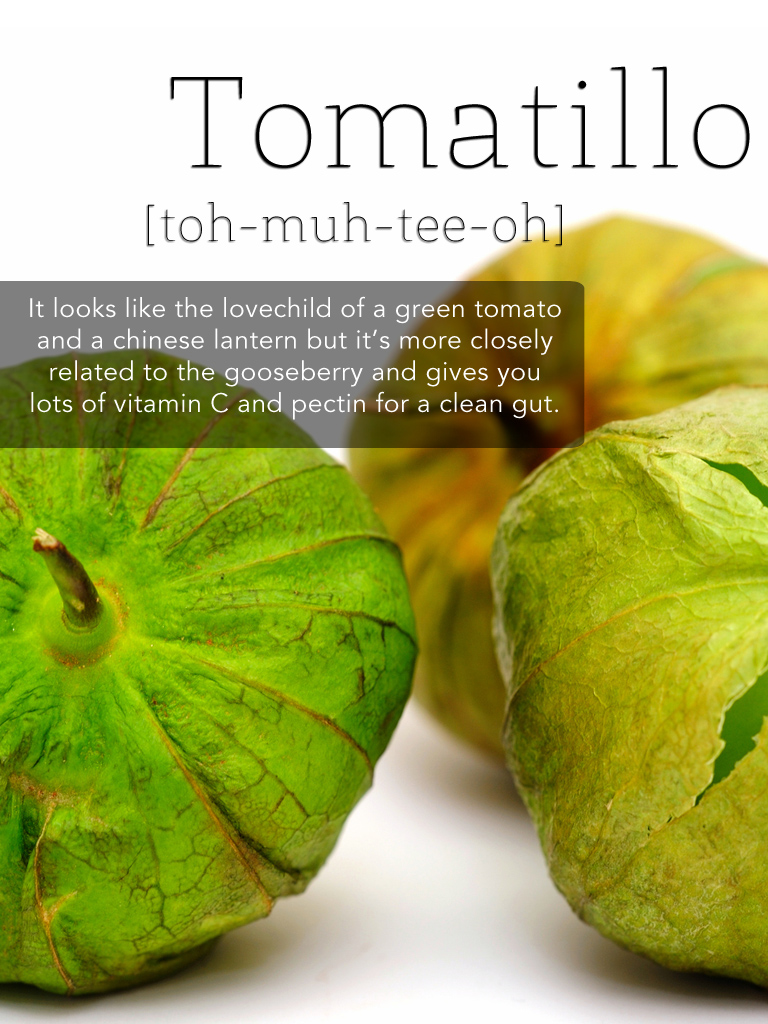 Tomatillo
[toh-muh-tee-oh]
It looks like the lovechild of a green tomato
and a chinese lantern but it’s more closely
related to the gooseberry and gives you
lots of vitamin C and pectin for a clean gut.